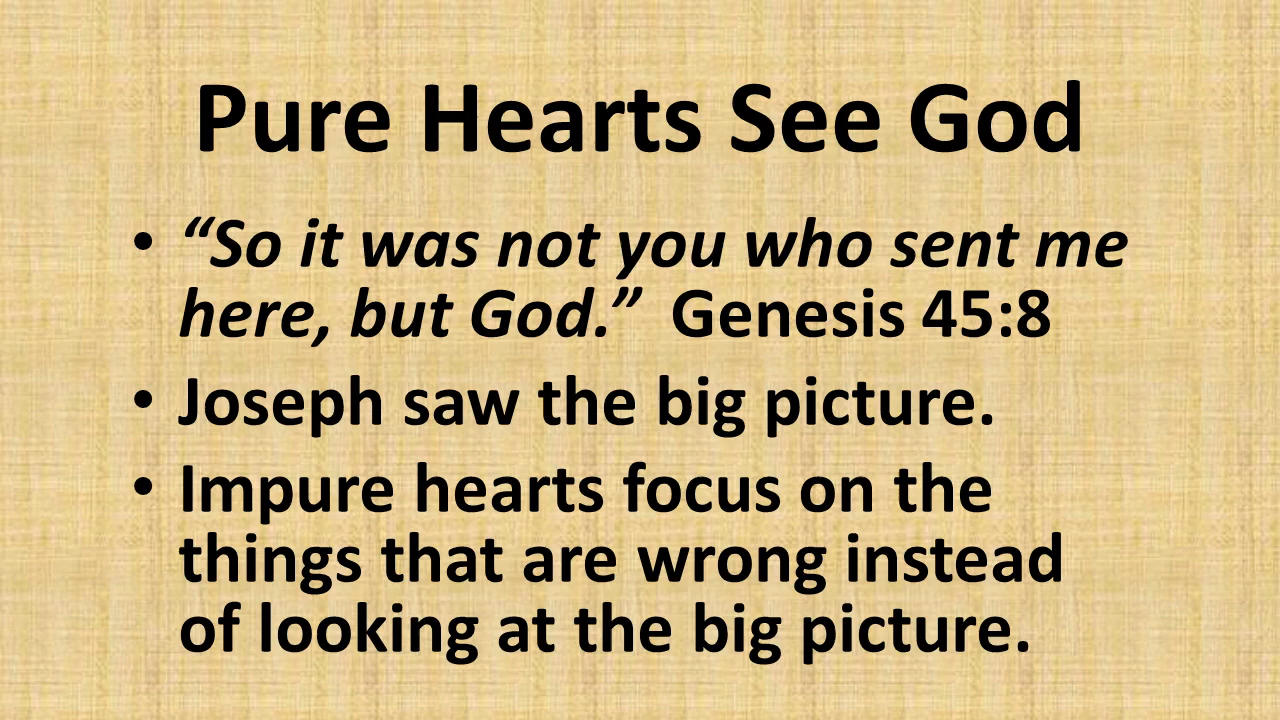 Pure Hearts See God
• “So it was not you who sent me
here, but God.” Genesis 45:8
• Joseph saw the big picture.
• Impure hearts focus on the
things that are wrong instead
of looking at the big picture.